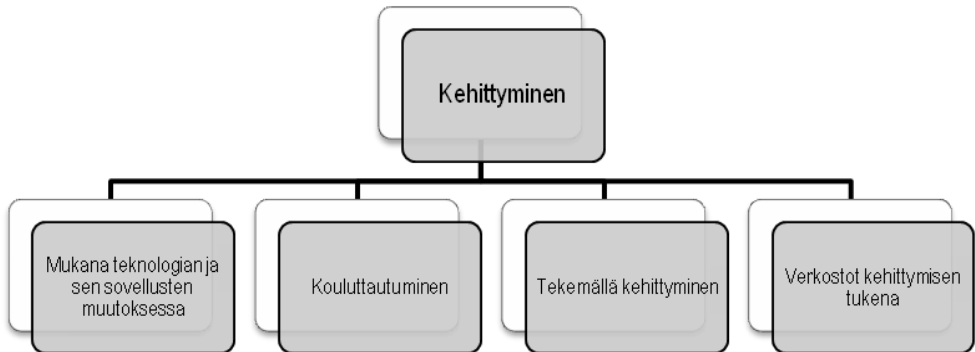 Kehittyminen
Mukana teknologian ja
sen sovellusten
muutoksessa
Kouluttautuminen
Tekemällä kehittyminen
Verkostot kehittymisen
tukena